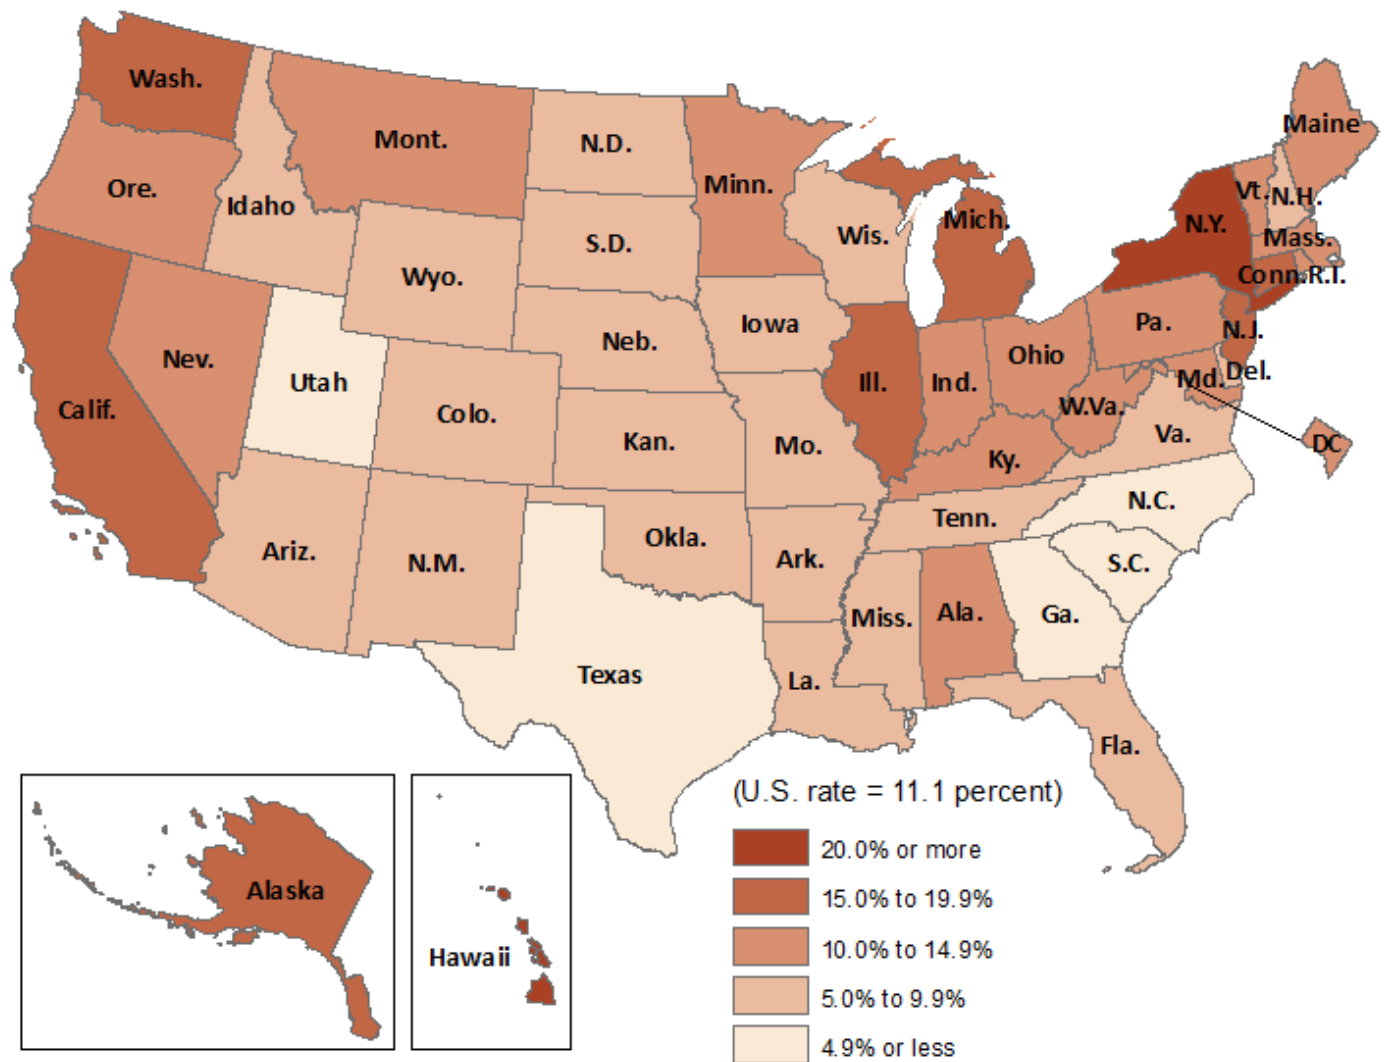 Wash.
Mont.
N.D.
Minn.
Maine
Ore.
Idaho
Vt.
N.H.
N.Y.
Wis.
Mich.
S.D.
Mass.
Wyo.
Conn.
R.I.
Iowa
Pa.
N.J.
Neb.
Ohio
Nev.
Utah
Ill.
Ind.
Md.
Del.
Calif.
Colo.
W.Va.
Kan.
Mo.
Va.
DC
Ky.
N.C.
Tenn.
Okla.
Ariz.
N.M.
Ark.
S.C.
Miss.
Ala.
Ga.
Texas
La.
Fla.
Alaska
Hawaii
(U.S. rate = 11.1 percent)
20.0% or more
15.0% to 19.9%
10.0% to 14.9%
5.0% to 9.9%
4.9% or less